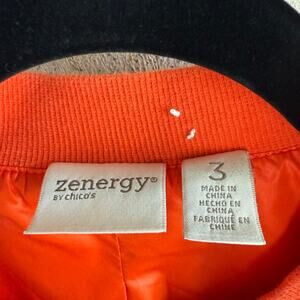 zenergy®
BY chico's
3
MADE IN
CHINA
HECHO EN
CHINA
FABRIQUÉ EN
CHINE